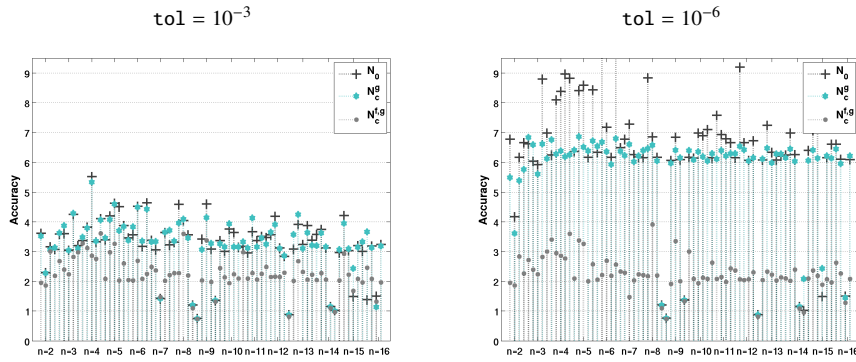 tol = 10⁻³
tol = 10⁻⁶
9
8
7
6
5
4
3
2
1
0
Accuracy
N₀
N_c^g
N_c^{f,g}
n=2 n=3 n=4 n=5 n=6 n=7 n=8 n=9 n=10 n=11 n=12 n=13 n=14 n=15 n=16
9
8
7
6
5
4
3
2
1
0
Accuracy
N₀
N_c^g
N_c^{f,g}
n=2 n=3 n=4 n=5 n=6 n=7 n=8 n=9 n=10 n=11 n=12 n=13 n=14 n=15 n=16